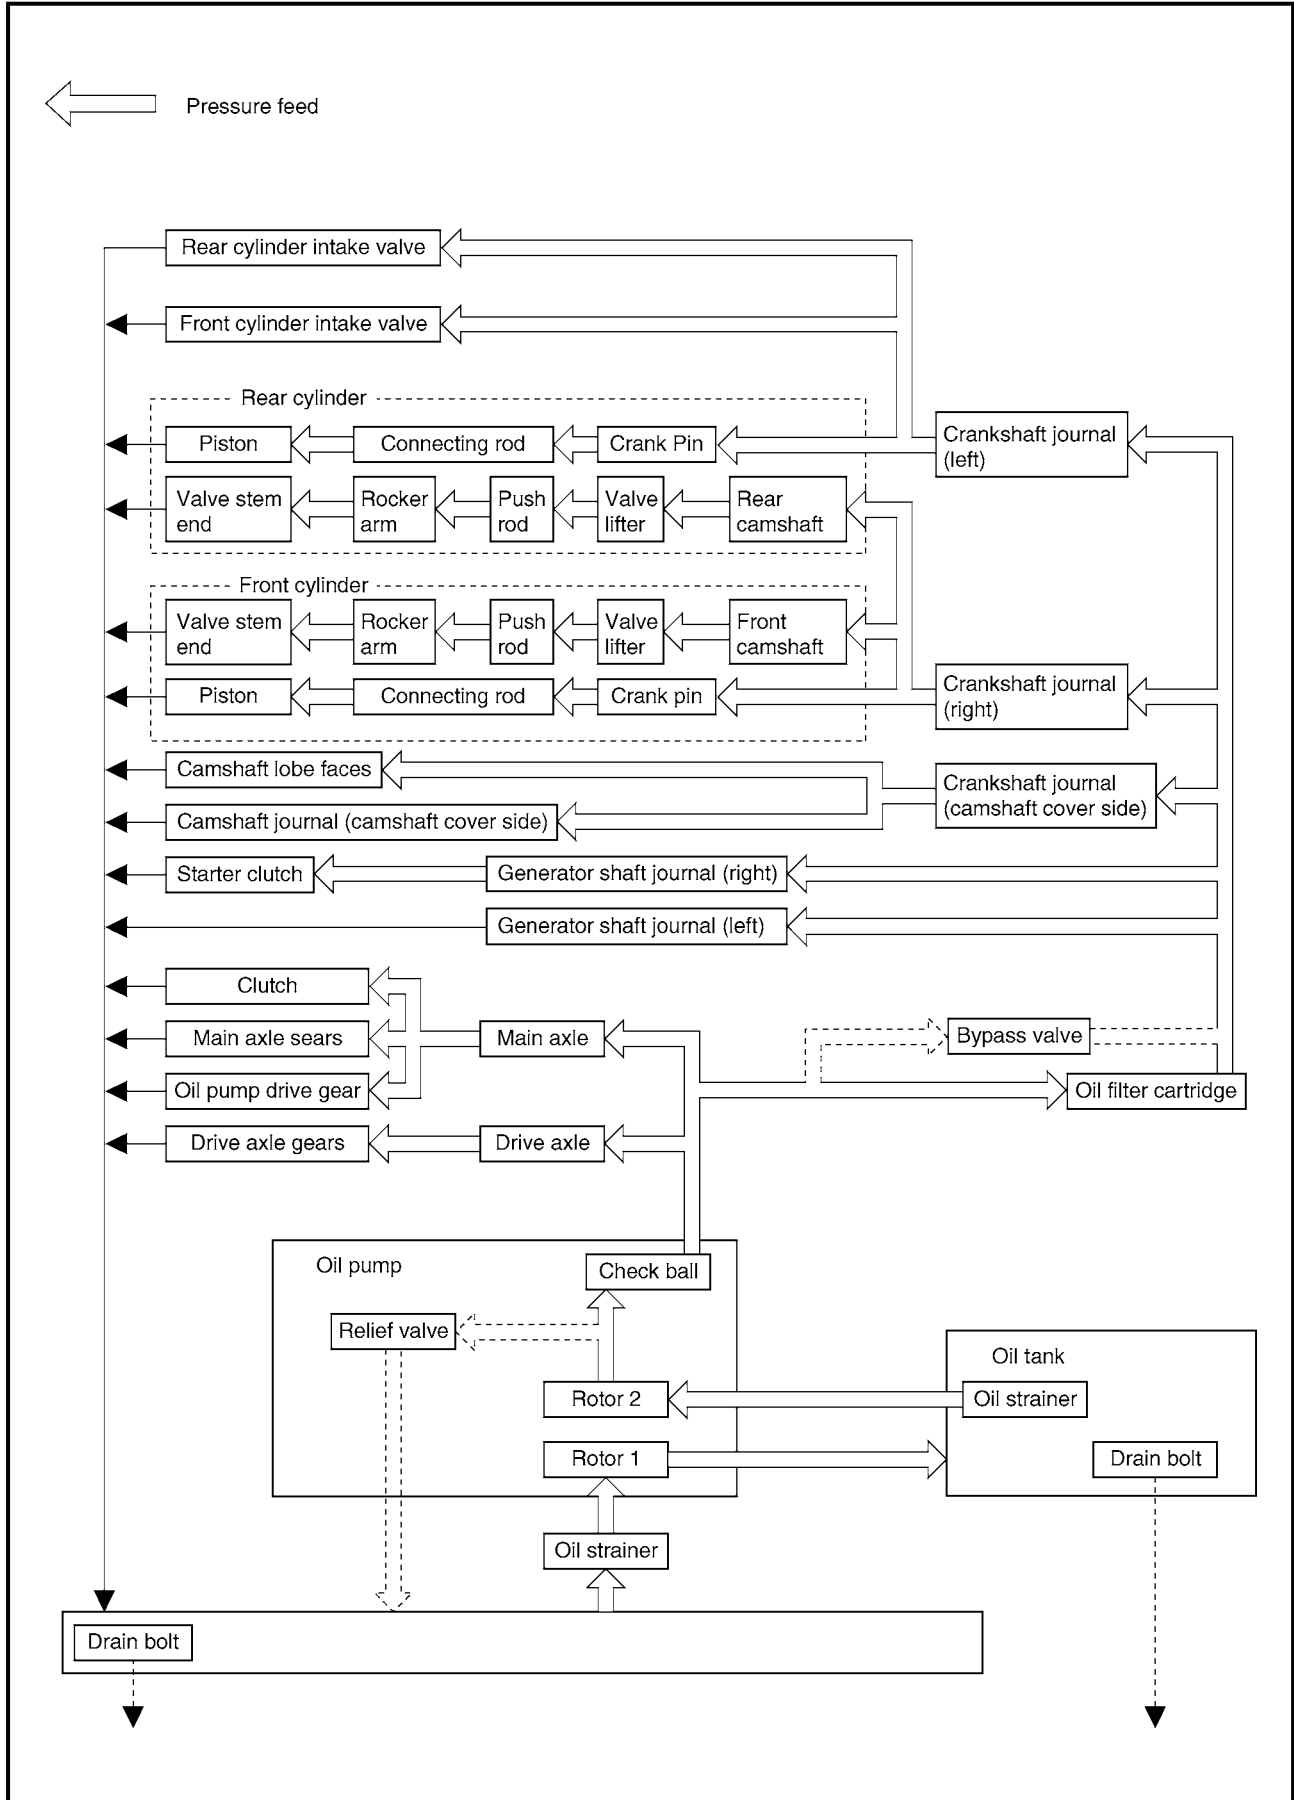 Pressure feed
Rear cylinder intake valve
Front cylinder intake valve
Rear cylinder
Piston
Connecting rod
Crank Pin
Crankshaft journal
(left)
Valve stem
end
Rocker
arm
Push
rod
Valve
lifter
Rear
camshaft
Front cylinder
Valve stem
end
Rocker
arm
Push
rod
Valve
lifter
Front
camshaft
Piston
Connecting rod
Crank pin
Crankshaft journal
(right)
Camshaft lobe faces
Crankshaft journal
(camshaft cover side)
Camshaft journal (camshaft cover side)
Starter clutch
Generator shaft journal (right)
Generator shaft journal (left)
Clutch
Main axle sears
Main axle
Bypass valve
Oil pump drive gear
Oil filter cartridge
Drive axle gears
Drive axle
Oil pump
Check ball
Relief valve
Oil tank
Rotor 2
Oil strainer
Rotor 1
Drain bolt
Oil strainer
Drain bolt